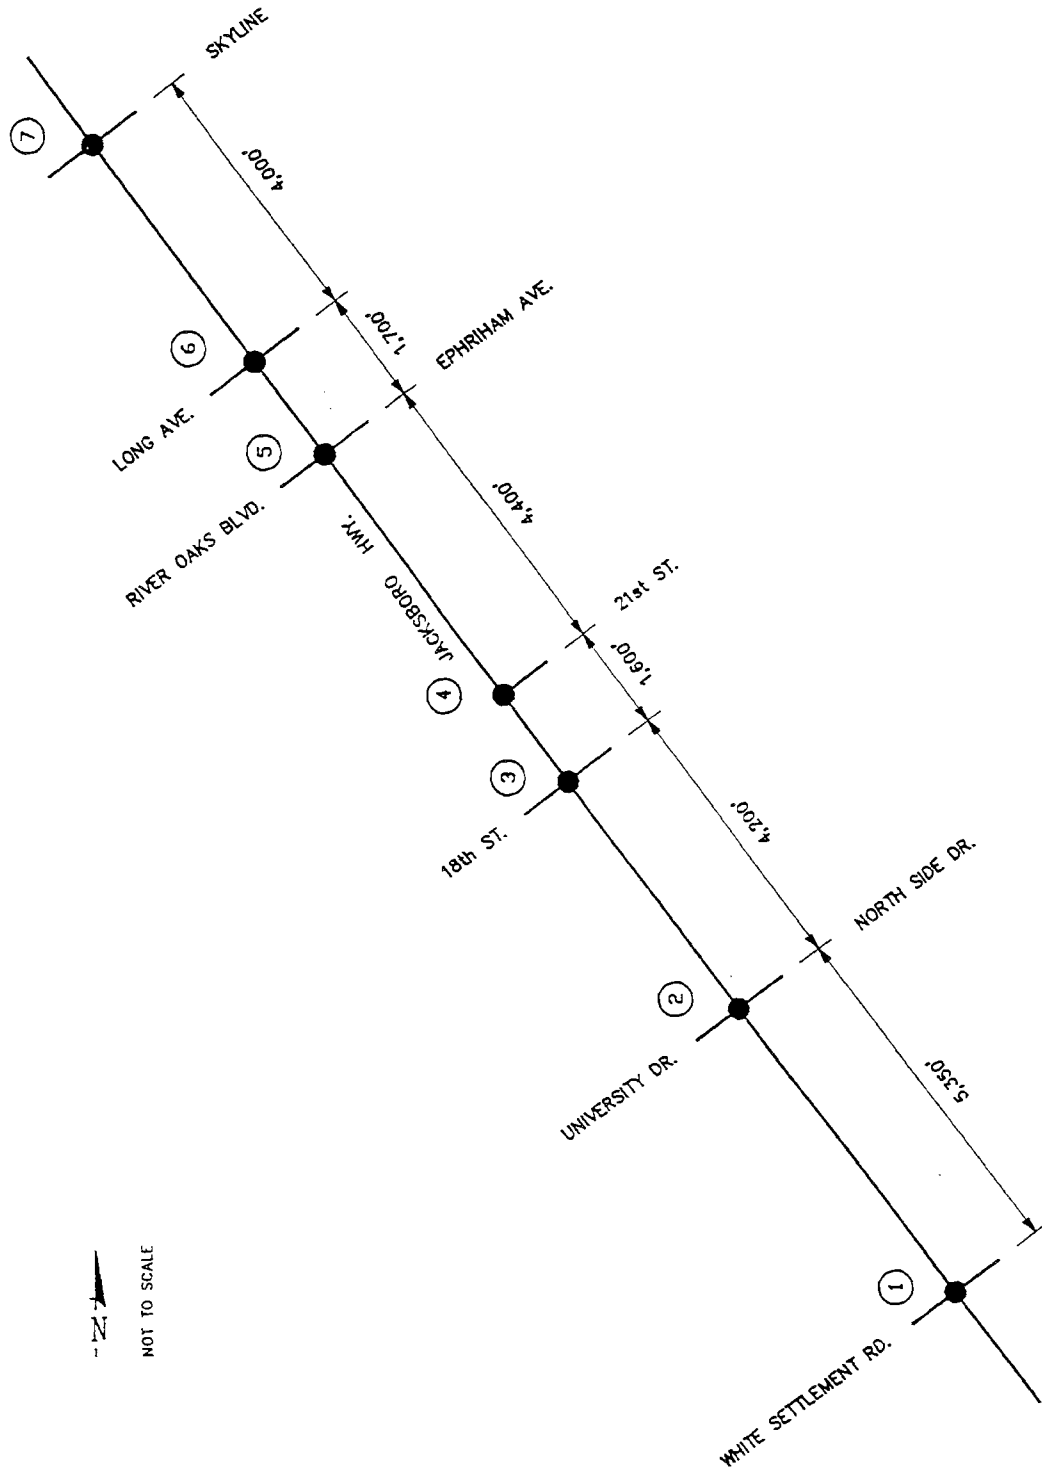 SKYLINE
7
4,000'
6
LONG AVE.
1,700'
EPHRIHAM AVE.
5
RIVER OAKS BLVD.
4,400'
JACKSBORO HWY.
21st ST.
4
1,600'
3
18th ST.
4,200'
NORTH SIDE DR.
2
UNIVERSITY DR.
5,350'
1
WHITE SETTLEMENT RD.
N
NOT TO SCALE